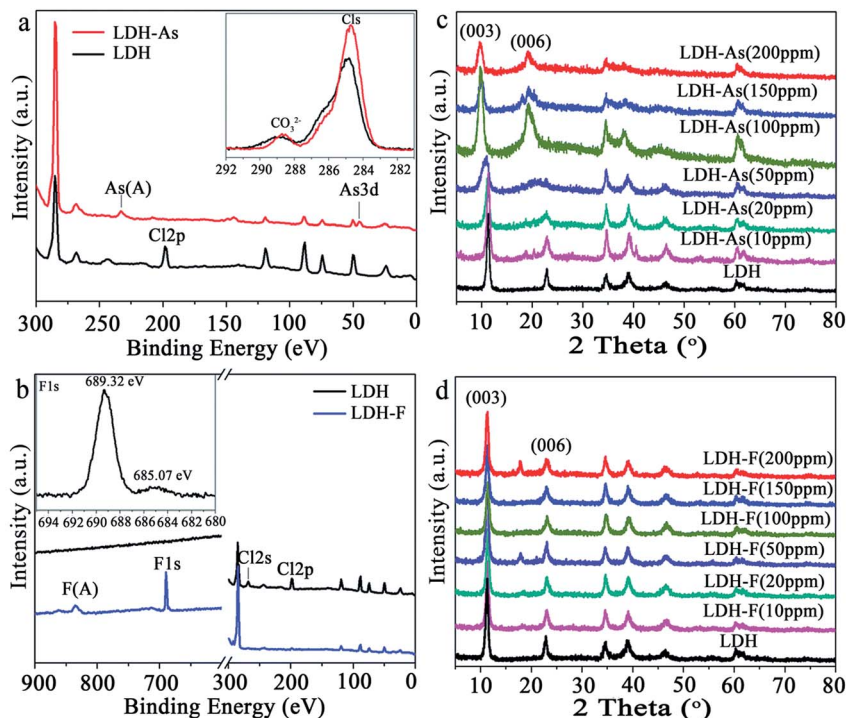 a
LDH-As
LDH
Cls
CO₃²⁻
292 290 288 286 284 282
As(A)
As3d
Cl2p
Intensity (a.u.)
300 250 200 150 100 50 0
Binding Energy (eV)
c
(003)
(006)
LDH-As(200ppm)
LDH-As(150ppm)
LDH-As(100ppm)
LDH-As(50ppm)
LDH-As(20ppm)
LDH-As(10ppm)
LDH
Intensity (a.u.)
10 20 30 40 50 60 70 80
2 Theta (°)
b
F1s
689.32 eV
685.07 eV
694 692 690 688 686 684 682 680
LDH
LDH-F
F(A)
F1s
Cl2s
Cl2p
Intensity (a.u.)
900 800 700 300 200 100 0
Binding Energy (eV)
d
(003)
(006)
LDH-F(200ppm)
LDH-F(150ppm)
LDH-F(100ppm)
LDH-F(50ppm)
LDH-F(20ppm)
LDH-F(10ppm)
LDH
Intensity (a.u.)
10 20 30 40 50 60 70 80
2 Theta (°)